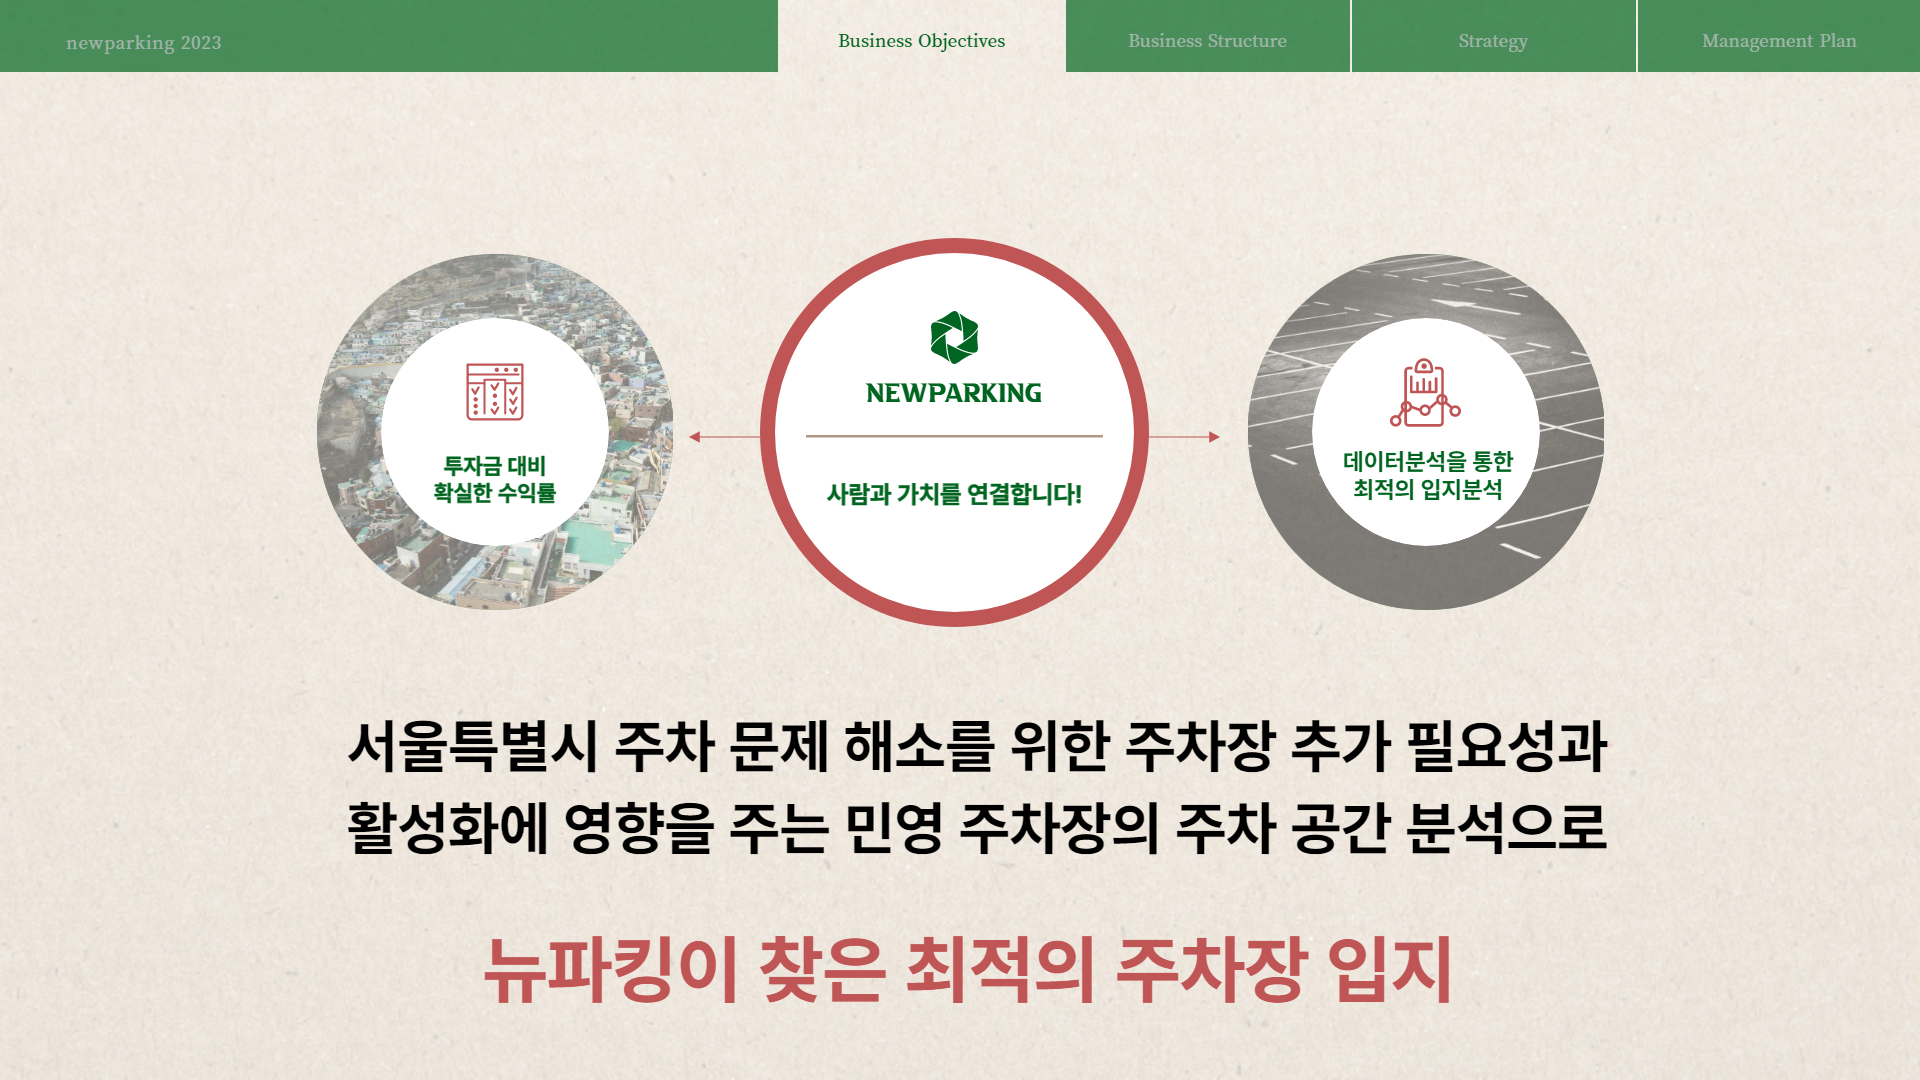 newparking 2023
Business Objectives
Business Structure
Strategy
Management Plan
투자금 대비
확실한 수익률
NEWPARKING
사람과 가치를 연결합니다!
데이터분석을 통한
최적의 입지분석
서울특별시 주차 문제 해소를 위한 주차장 추가 필요성과
활성화에 영향을 주는 민영 주차장의 주차 공간 분석으로
뉴파킹이 찾은 최적의 주차장 입지